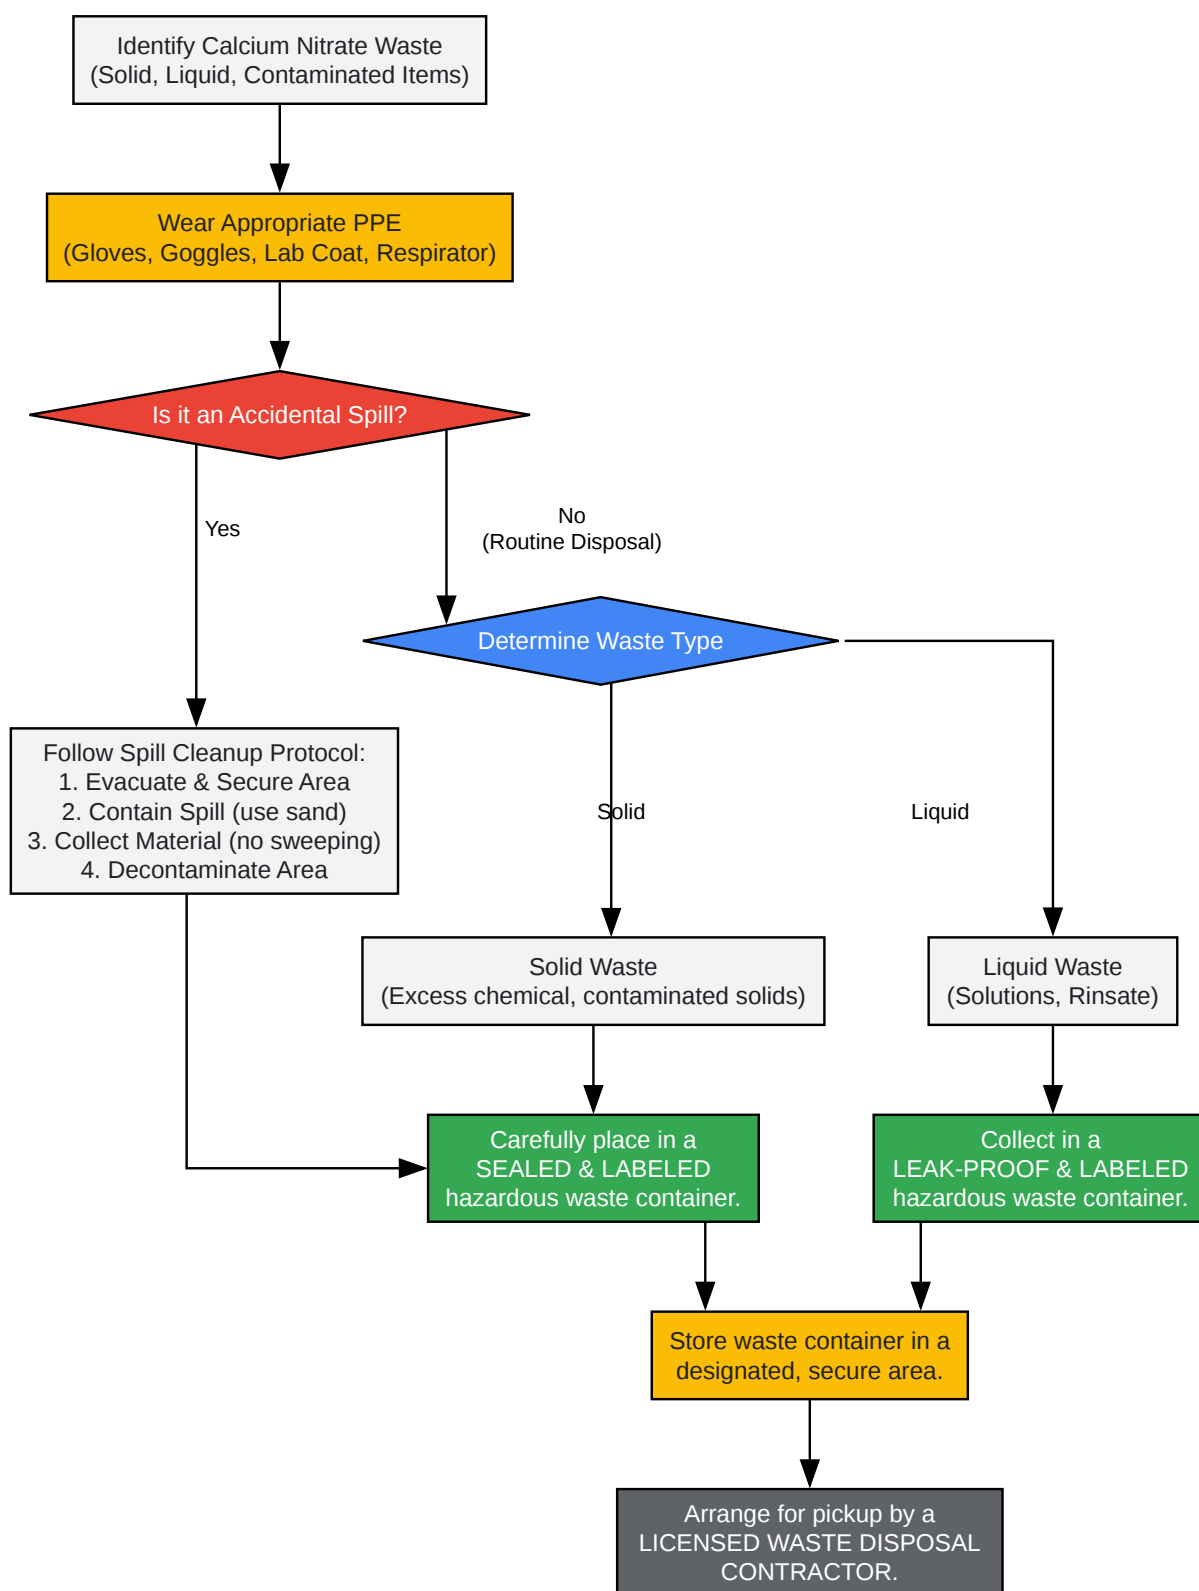 Identify Calcium Nitrate Waste
(Solid, Liquid, Contaminated Items)
Wear Appropriate PPE
(Gloves, Goggles, Lab Coat, Respirator)
Is it an Accidental Spill?
Yes
No
(Routine Disposal)
Determine Waste Type
Follow Spill Cleanup Protocol:
1. Evacuate & Secure Area
2. Contain Spill (use sand)
3. Collect Material (no sweeping)
4. Decontaminate Area
Solid
Liquid
Solid Waste
(Excess chemical, contaminated solids)
Liquid Waste
(Solutions, Rinsate)
Carefully place in a
SEALED & LABELED
hazardous waste container.
Collect in a
LEAK-PROOF & LABELED
hazardous waste container.
Store waste container in a
designated, secure area.
Arrange for pickup by a
LICENSED WASTE DISPOSAL
CONTRACTOR.